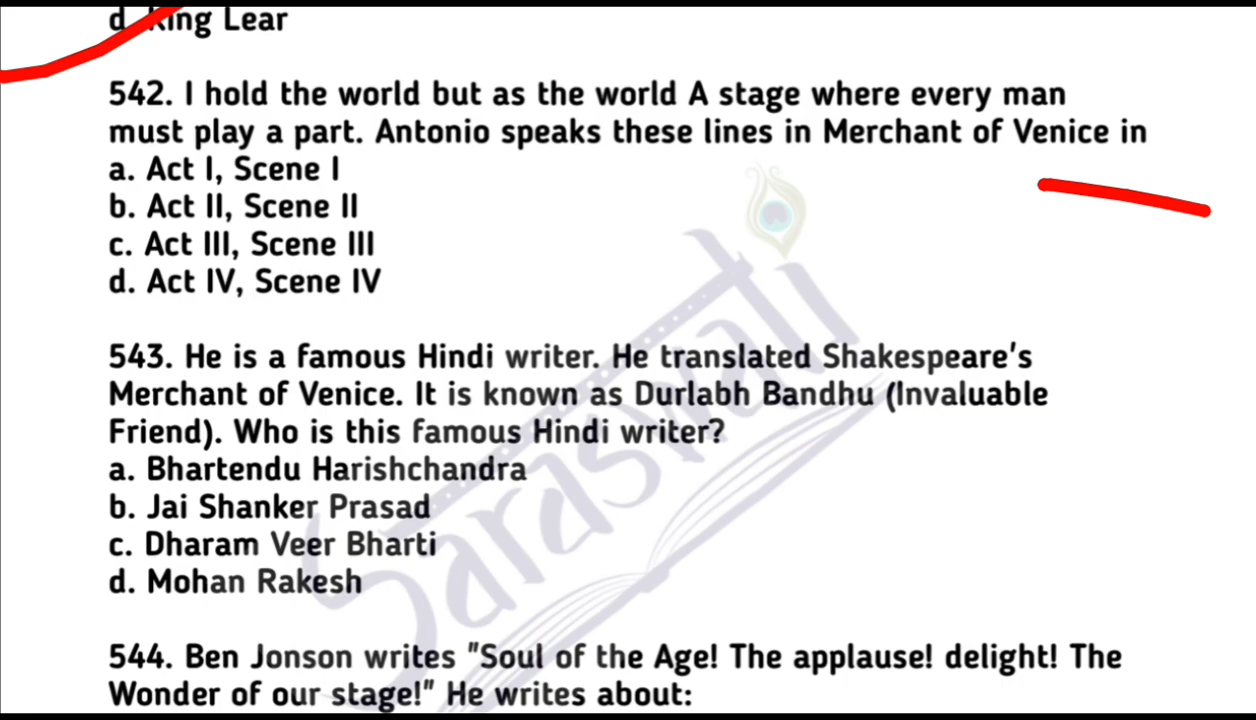 d. King Lear
542. I hold the world but as the world A stage where every man
must play a part. Antonio speaks these lines in Merchant of Venice in
a. Act I, Scene I
b. Act II, Scene II
c. Act III, Scene III
d. Act IV, Scene IV
543. He is a famous Hindi writer. He translated Shakespeare's
Merchant of Venice. It is known as Durlabh Bandhu (Invaluable
Friend). Who is this famous Hindi writer?
a. Bhartendu Harishchandra
b. Jai Shanker Prasad
c. Dharam Veer Bharti
d. Mohan Rakesh
544. Ben Jonson writes "Soul of the Age! The applause! delight! The
Wonder of our stage!" He writes about:
Saraswati